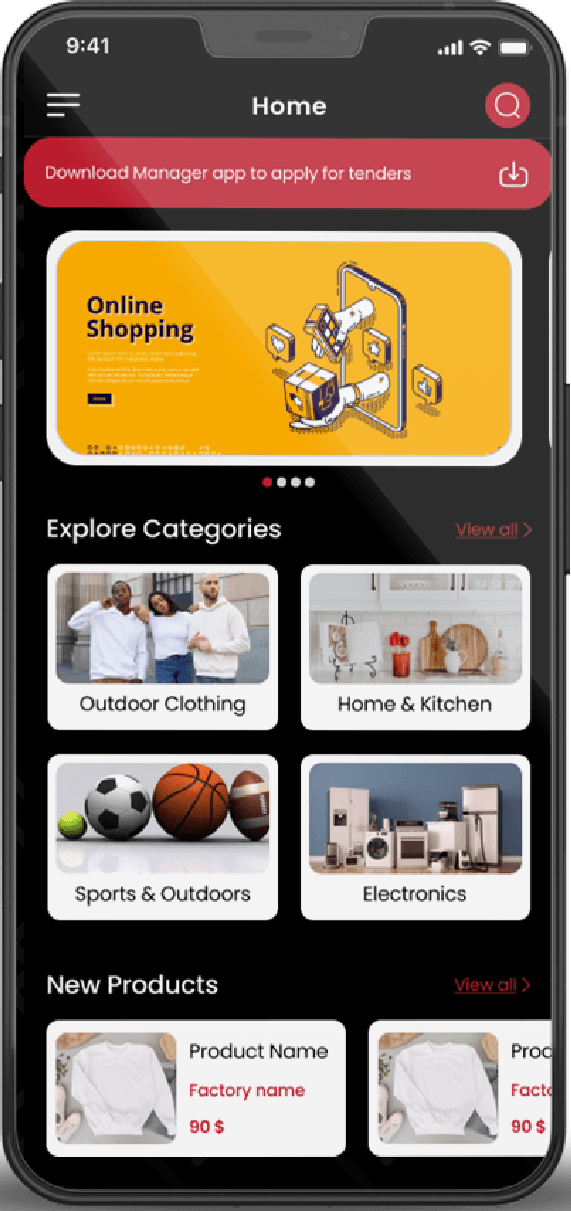 9:41
Home
Download Manager app to apply for tenders
Online
Shopping
Explore Categories
View all >
Outdoor Clothing
Home & Kitchen
Sports & Outdoors
Electronics
New Products
View all >
Product Name
Factory name
90 $
Proc
Facto
90 $